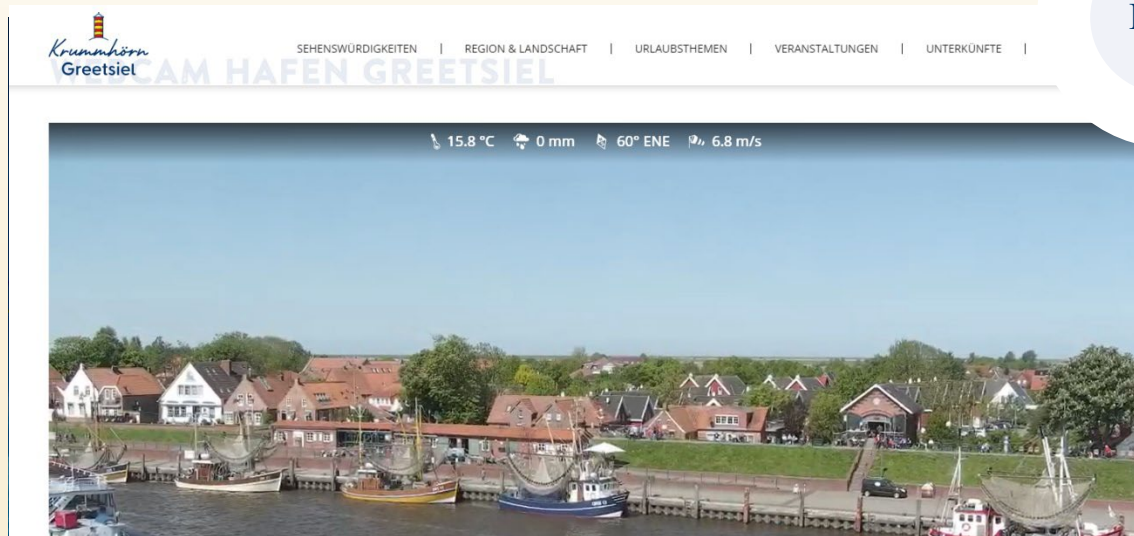 Krummhörn
Greetsiel
SEHENSWÜRDIGKEITEN | REGION & LANDSCHAFT | URLAUBSTHEMEN | VERANSTALTUNGEN | UNTERKÜNFTE |
WEBCAM HAFEN GREETSIEL
15.8 °C 0 mm 60° ENE 6.8 m/s